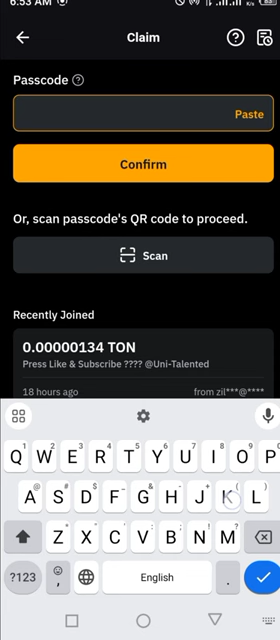 6:53 AM
Claim
Passcode
Paste
Confirm
Or, scan passcode's QR code to proceed.
Scan
Recently Joined
0.00000134 TON
Press Like & Subscribe ???? @Uni-Talented
18 hours ago from zil***@****
Q W E R T Y U I O P
A S D F G H J K L
Z X C V B N M
?123 , English .